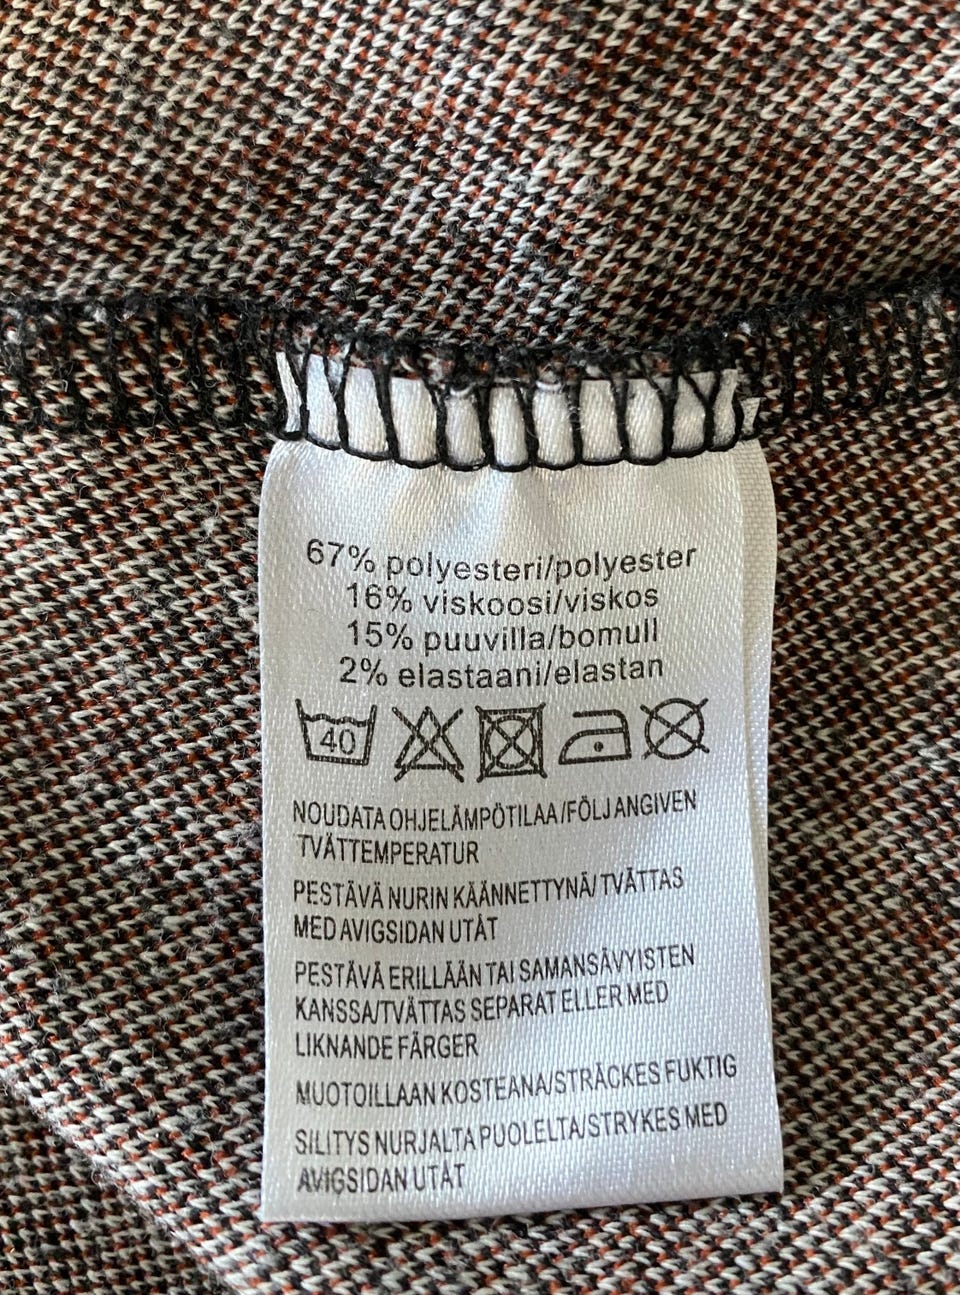 67% polyesteri/polyester
16% viskoosi/viskos
15% puuvilla/bomull
2% elastaani/elastan
40
NOUDATA OHJELÄMPÖTILAA/FÖLJ ANGIVEN
TVÄTTEMPERATUR
PESTÄVÄ NURIN KÄÄNNETTYNÄ/TVÄTTAS
MED AVIGSIDAN UTÅT
PESTÄVÄ ERILLÄÄN TAI SAMANSÄVYISTEN
KANSSA/TVÄTTAS SEPARAT ELLER MED
LIKNANDE FÄRGER
MUOTOILLAAN KOSTEANA/STRÄCKES FUKTIG
SILITYS NURJALTA PUOLELTA/STRYKES MED
AVIGSIDAN UTÅT